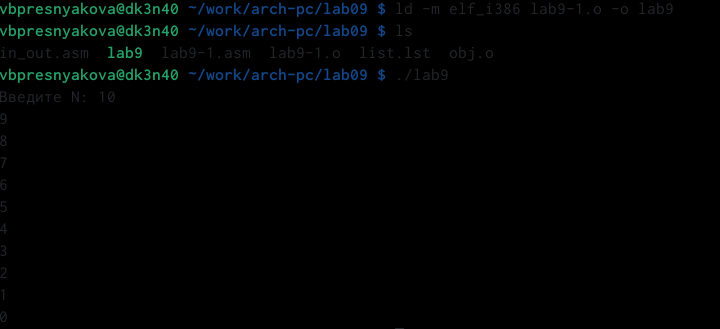 vbpresnyakova@dk3n40 ~/work/arch-pc/lab09 $ ld -m elf_i386 lab9-1.o -o lab9
vbpresnyakova@dk3n40 ~/work/arch-pc/lab09 $ ls
in_out.asm  lab9  lab9-1.asm  lab9-1.o  list.lst  obj.o
vbpresnyakova@dk3n40 ~/work/arch-pc/lab09 $ ./lab9
Введите N: 10
9
8
7
6
5
4
3
2
1
0